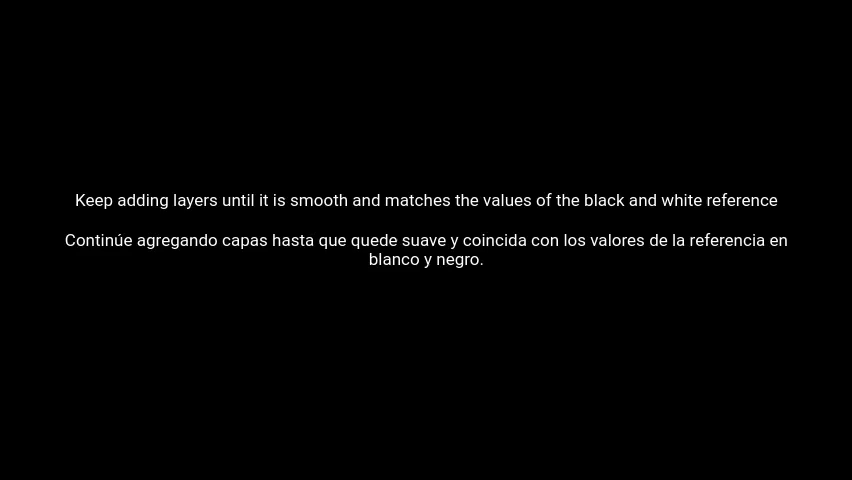 Keep adding layers until it is smooth and matches the values of the black and white reference
Continúe agregando capas hasta que quede suave y coincida con los valores de la referencia en
blanco y negro.